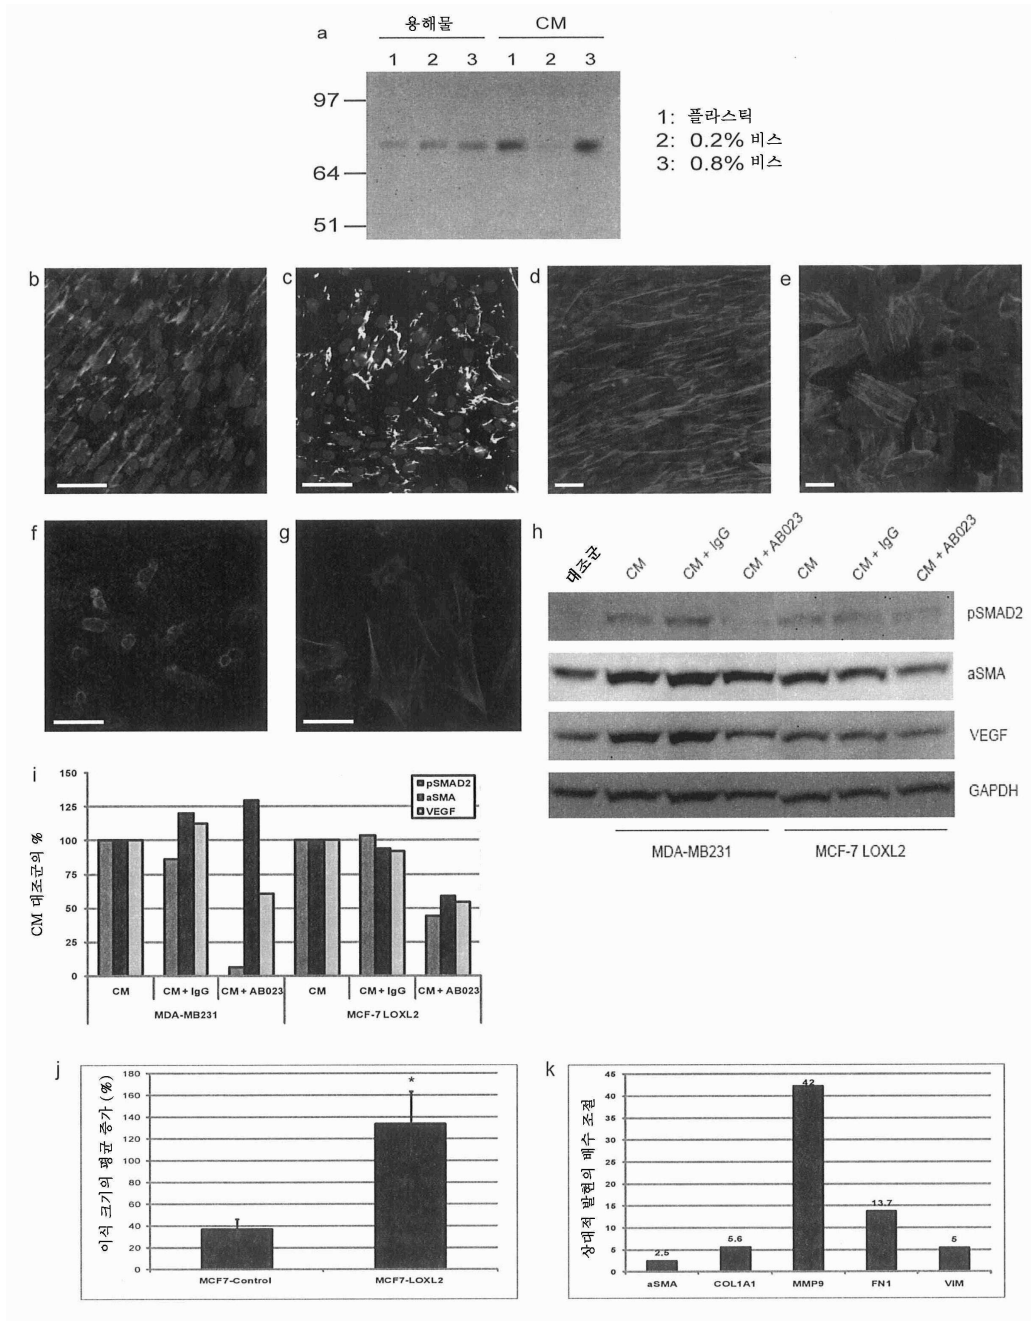 a
용해물 CM
1 2 3 1 2 3
97
64
51
1: 플라스틱
2: 0.2% 비스
3: 0.8% 비스
b
c
d
e
f
g
h
대조군 CM CM + IgG CM + AB023 CM CM + IgG CM + AB023
pSMAD2
aSMA
VEGF
GAPDH
MDA-MB231 MCF-7 LOXL2
i
CM 대조군의 %
150
125
100
75
50
25
0
pSMAD2
aSMA
VEGF
CM CM + IgG CM + AB023 CM CM + IgG CM + AB023
MDA-MB231 MCF-7 LOXL2
j
이식 크기의 평균 증가 (%)
180
160
140
120
100
80
60
40
20
0
*
MCF7-Control MCF7-LOXL2
k
상대적 발현의 배수 조절
45
40
35
30
25
20
15
10
5
0
2.5 5.6 42 13.7 5
aSMA COL1A1 MMP9 FN1 VIM